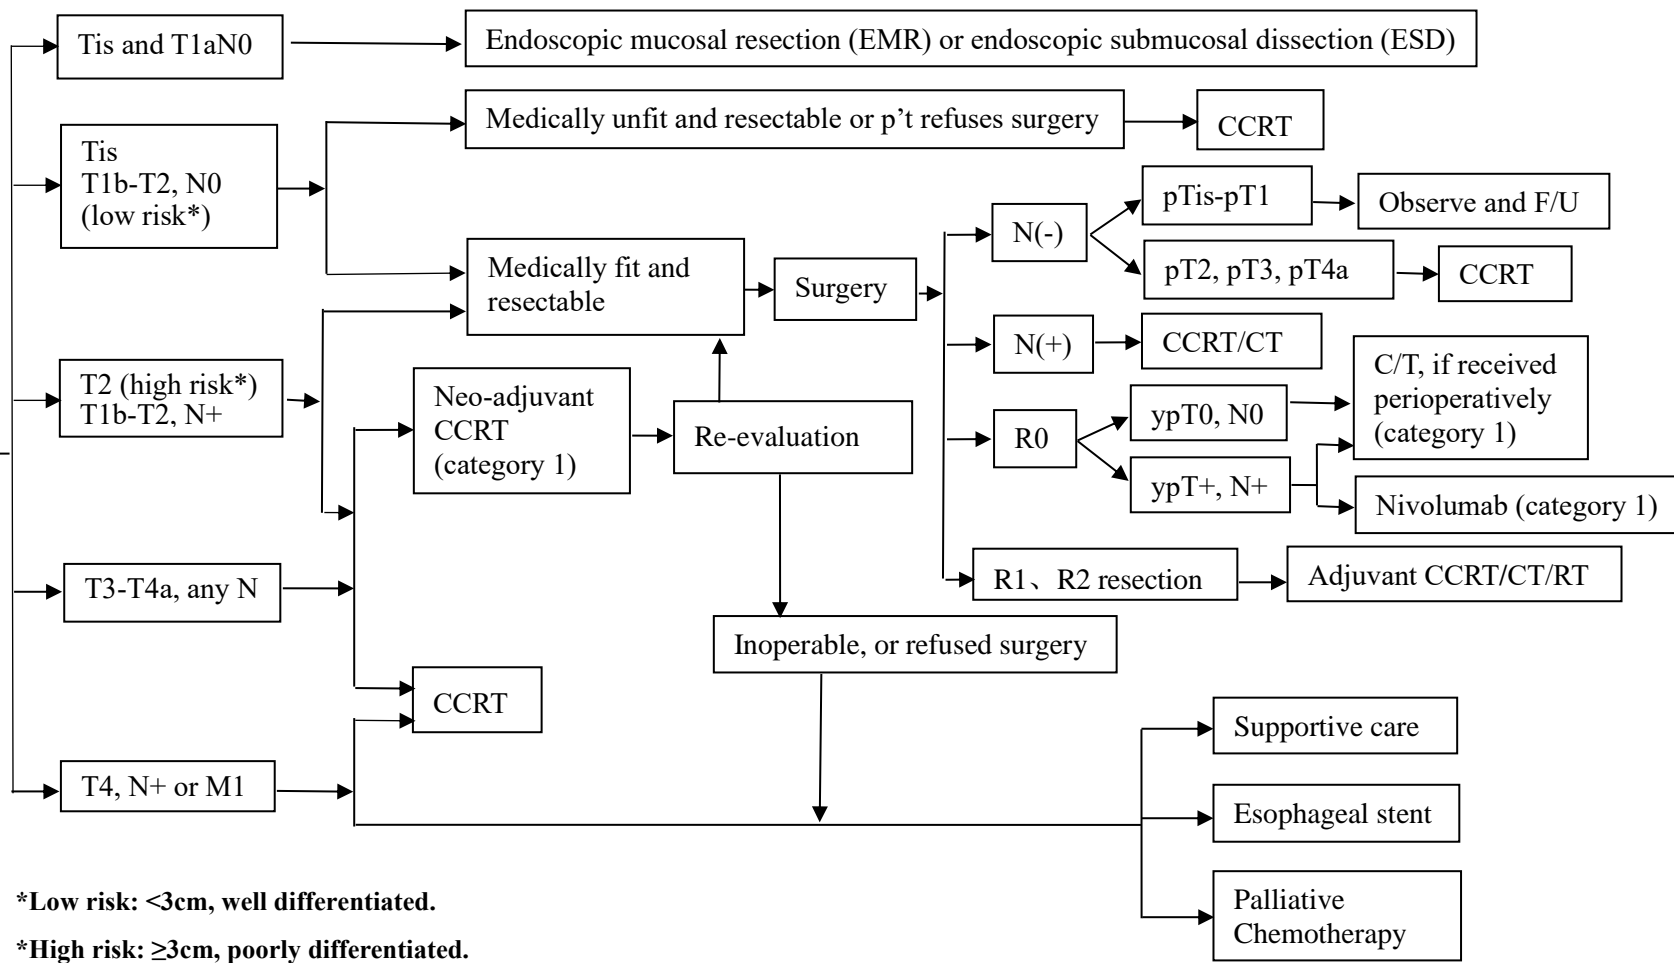 Tis and T1aN0
Endoscopic mucosal resection (EMR) or endoscopic submucosal dissection (ESD)
Tis
T1b-T2, N0
(low risk*)
Medically unfit and resectable or p’t refuses surgery
CCRT
Medically fit and
resectable
Surgery
N(-)
pTis-pT1
Observe and F/U
pT2, pT3, pT4a
CCRT
N(+)
CCRT/CT
T2 (high risk*)
T1b-T2, N+
Neo-adjuvant
CCRT
(category 1)
Re-evaluation
R0
ypT0, N0
C/T, if received
perioperatively
(category 1)
ypT+, N+
Nivolumab (category 1)
T3-T4a, any N
R1、R2 resection
Adjuvant CCRT/CT/RT
Inoperable, or refused surgery
CCRT
T4, N+ or M1
Supportive care
Esophageal stent
Palliative
Chemotherapy
*Low risk: <3cm, well differentiated.
*High risk: ≥3cm, poorly differentiated.